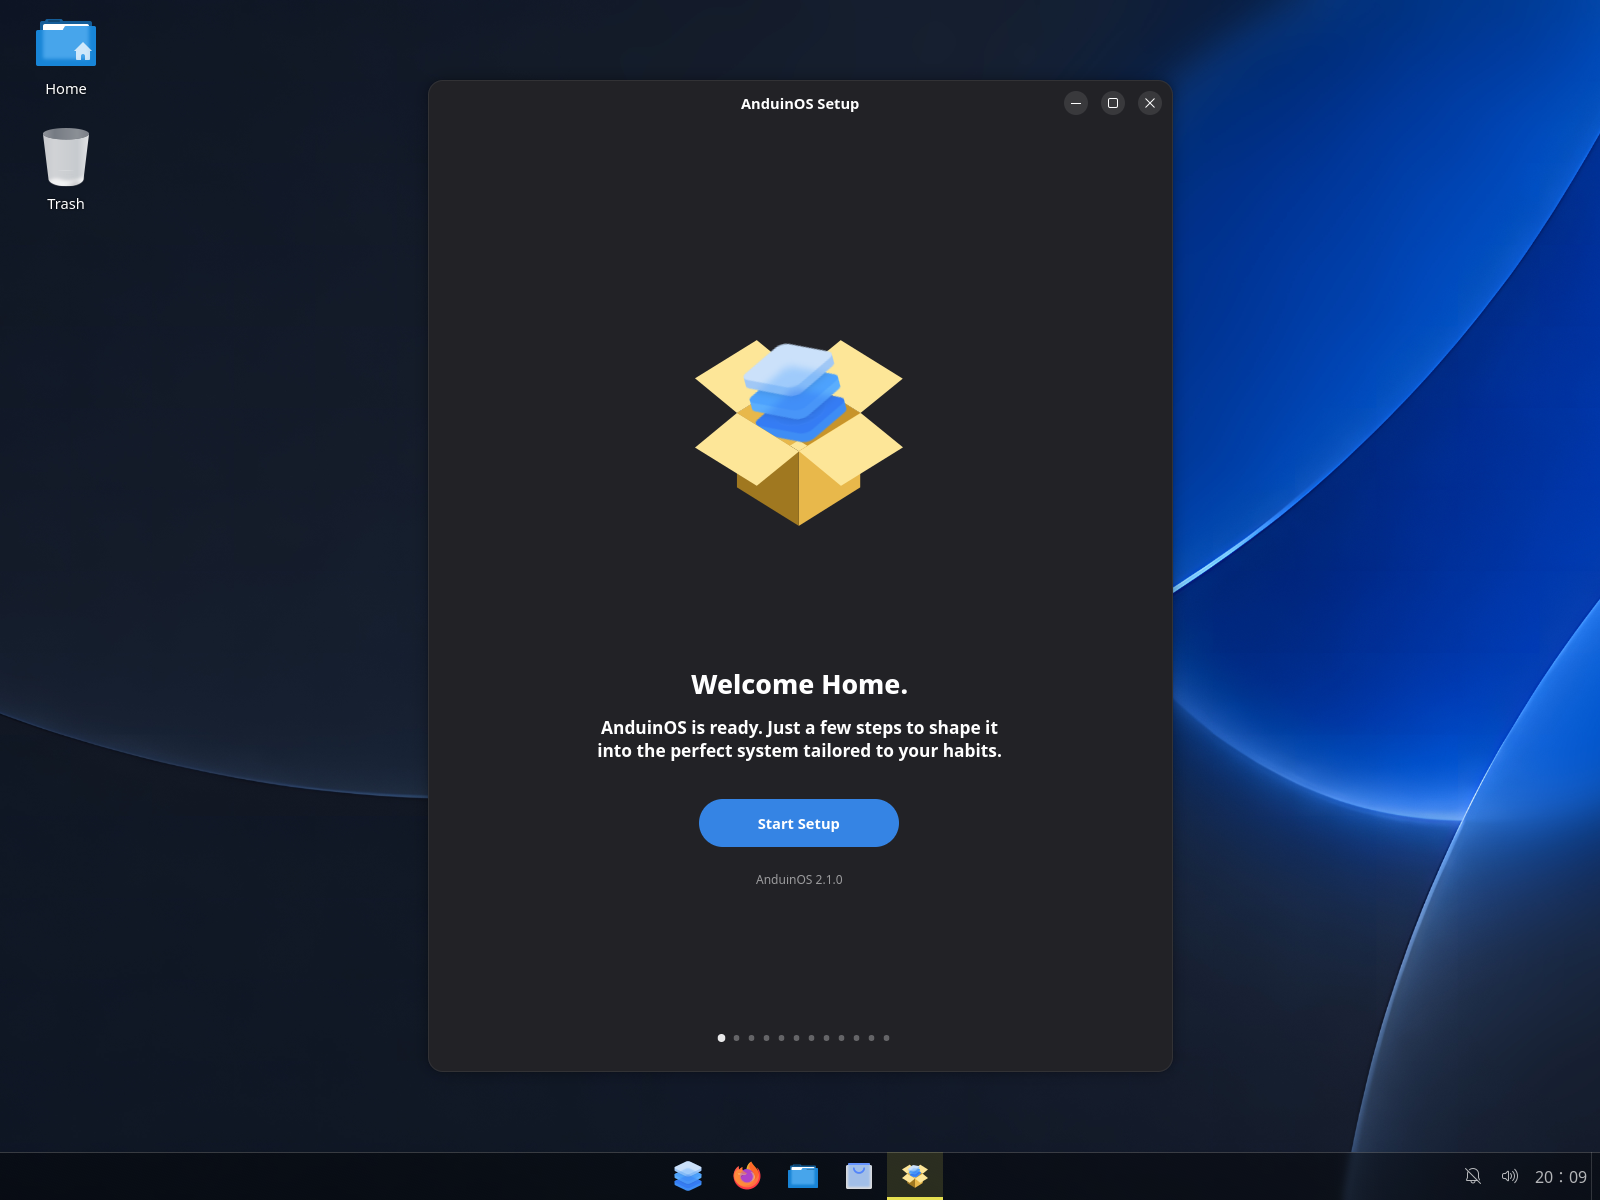 Home
Trash
AnduinOS Setup
Welcome Home.
AnduinOS is ready. Just a few steps to shape it
into the perfect system tailored to your habits.
Start Setup
AnduinOS 2.1.0
20 : 09